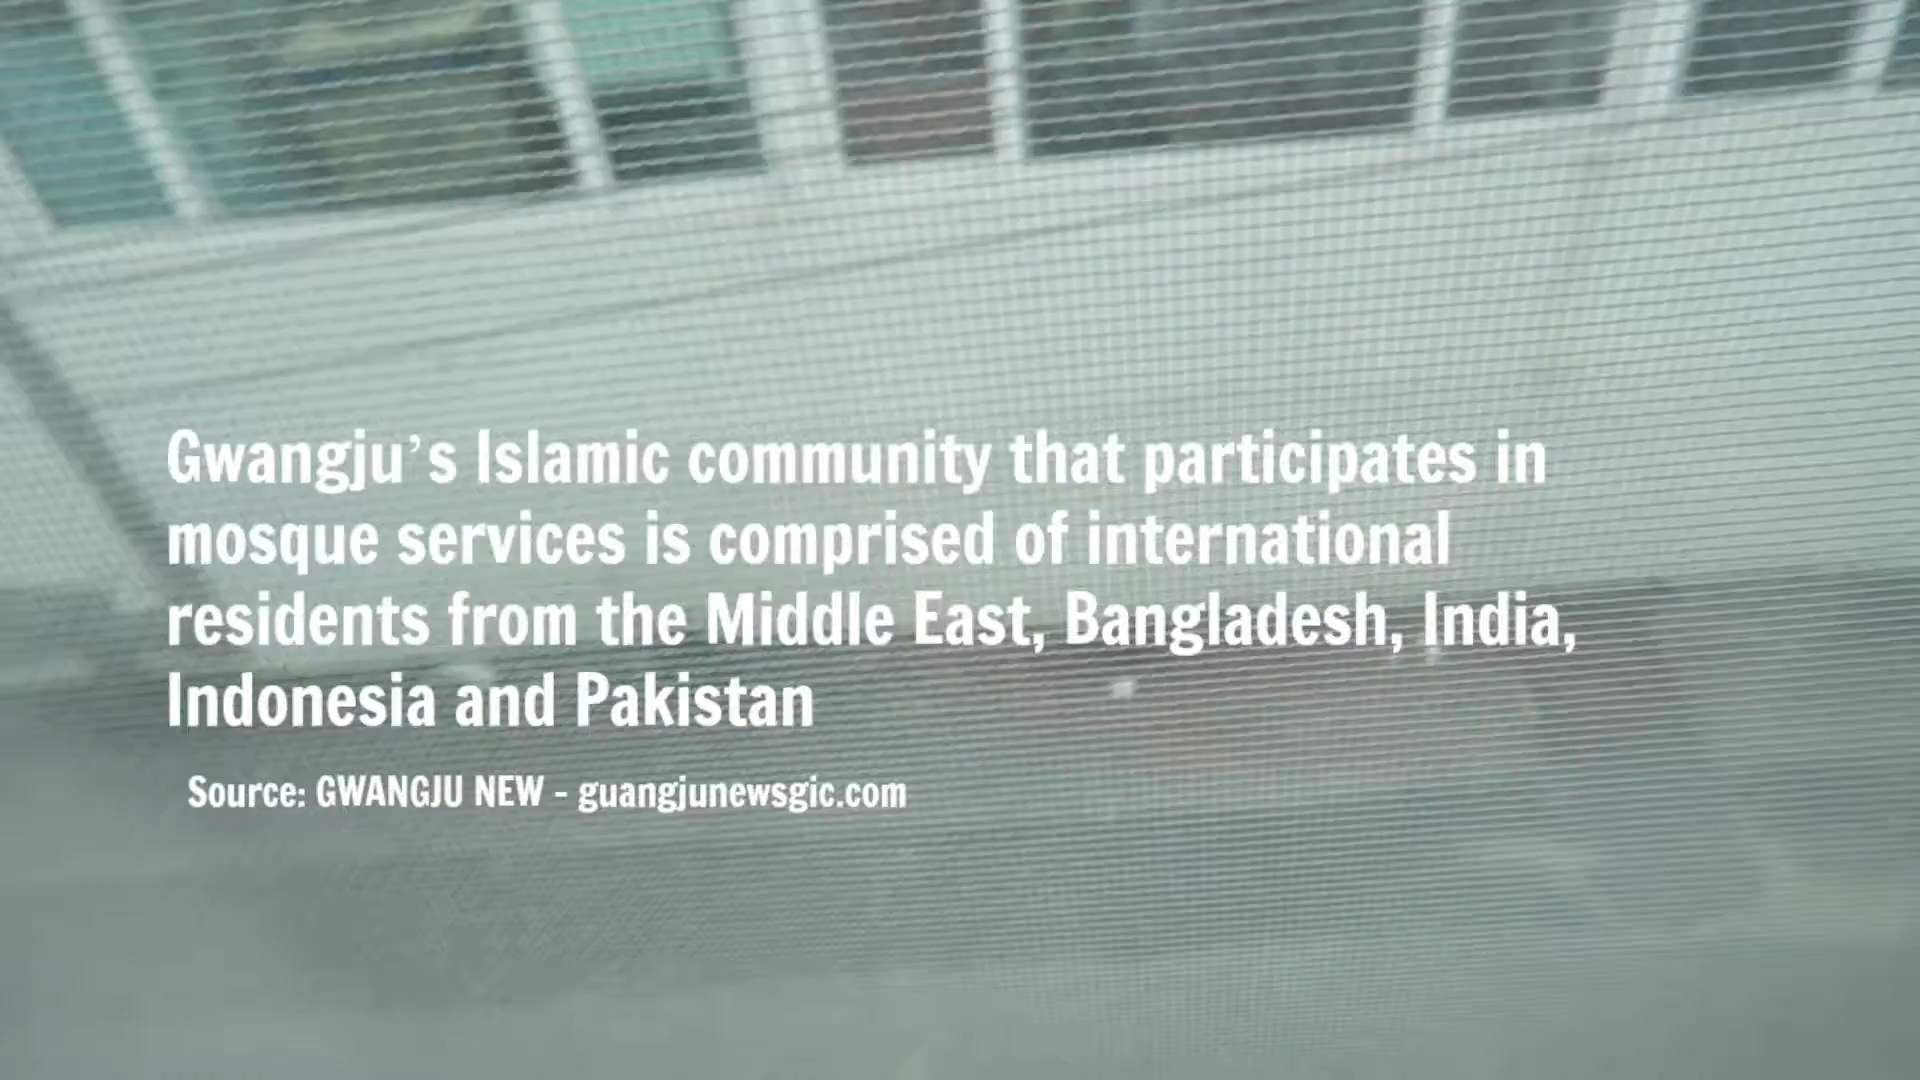 Gwangju’s Islamic community that participates in
mosque services is comprised of international
residents from the Middle East, Bangladesh, India,
Indonesia and Pakistan
Source: GWANGJU NEW - guangjunewsgic.com